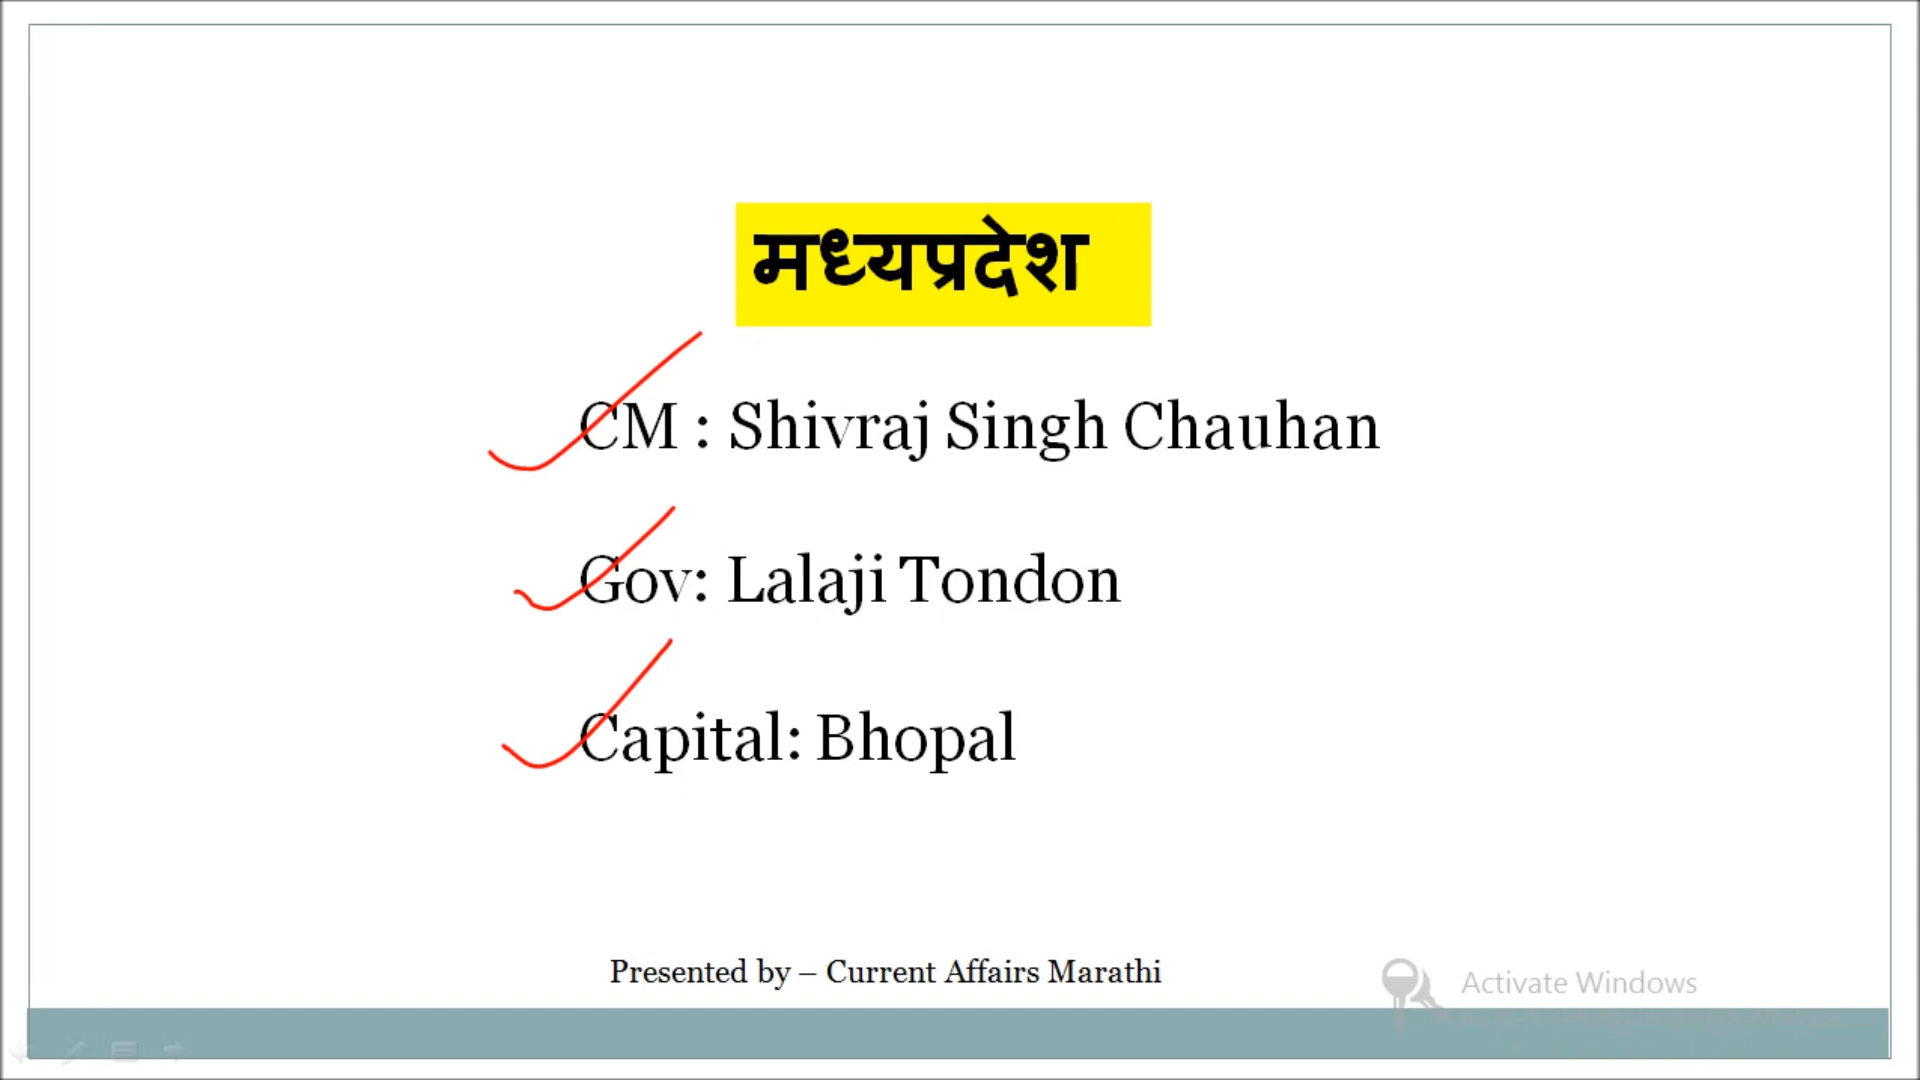 मध्यप्रदेश
CM : Shivraj Singh Chauhan
Gov: Lalaji Tondon
Capital: Bhopal
Presented by – Current Affairs Marathi
Activate Windows